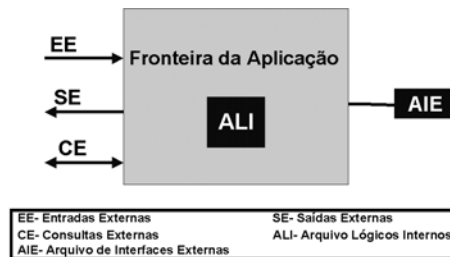 EE
Fronteira da Aplicação
SE
ALI
AIE
CE
EE- Entradas Externas SE- Saídas Externas
CE- Consultas Externas ALI- Arquivo Lógicos Internos
AIE- Arquivo de Interfaces Externas